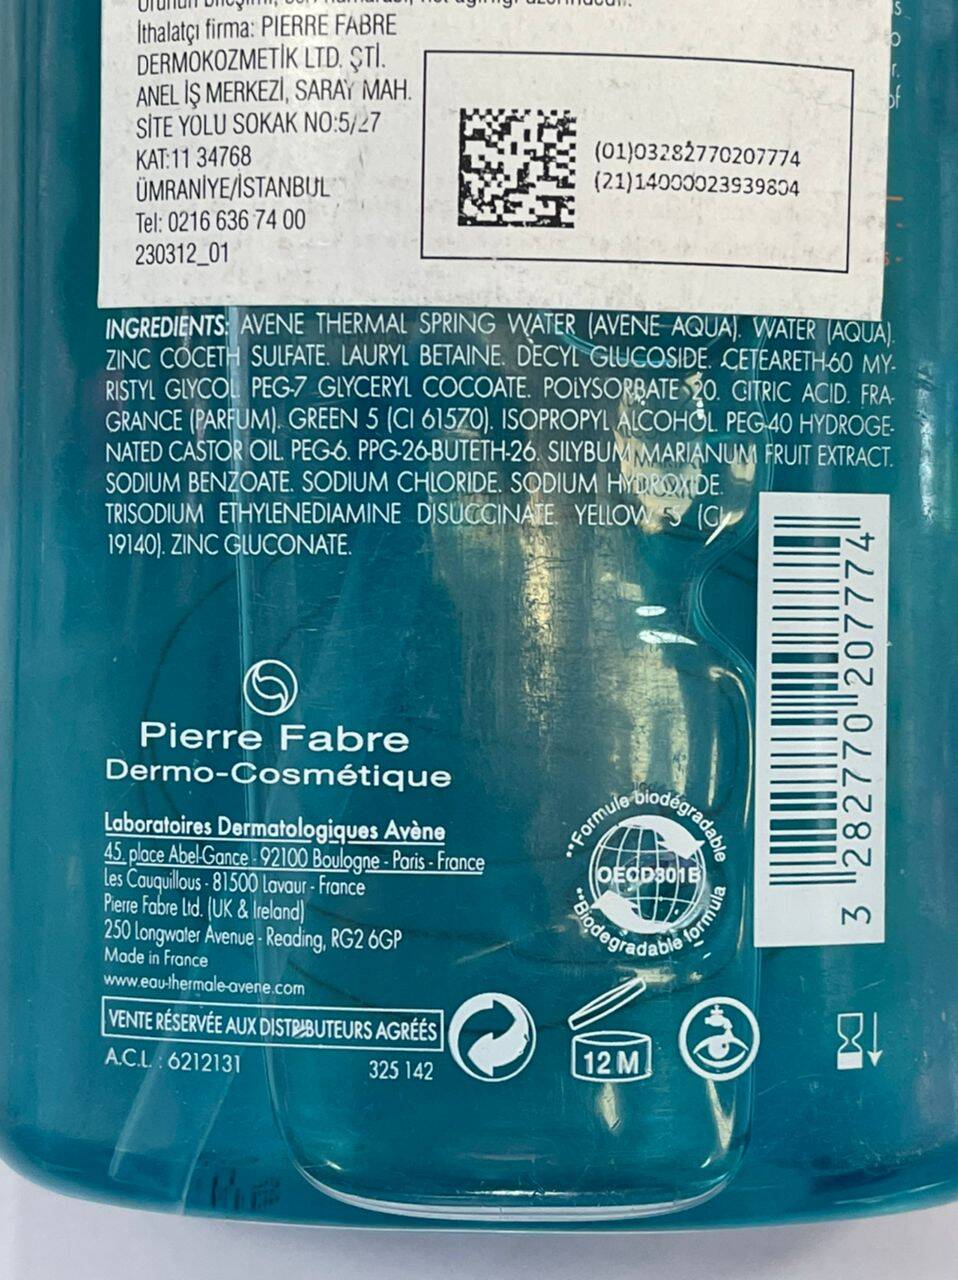 İthalatçı firma: PIERRE FABRE
DERMOKOZMETİK LTD. ŞTİ.
ANEL İŞ MERKEZİ, SARAY MAH.
SİTE YOLU SOKAK NO:5/27
KAT:11 34768
ÜMRANİYE/İSTANBUL
Tel: 0216 636 74 00
230312_01
(01)03282770207774
(21)14000023939804
INGREDIENTS: AVENE THERMAL SPRING WATER (AVENE AQUA). WATER (AQUA).
ZINC COCETH SULFATE. LAURYL BETAINE. DECYL GLUCOSIDE. CETEARETH-60 MY-
RISTYL GLYCOL. PEG-7 GLYCERYL COCOATE. POLYSORBATE 20. CITRIC ACID. FRA-
GRANCE (PARFUM). GREEN 5 (CI 61570). ISOPROPYL ALCOHOL. PEG-40 HYDROGE-
NATED CASTOR OIL. PEG-6. PPG-26-BUTETH-26. SILYBUM MARIANUM FRUIT EXTRACT.
SODIUM BENZOATE. SODIUM CHLORIDE. SODIUM HYDROXIDE.
TRISODIUM ETHYLENEDIAMINE DISUCCINATE. YELLOW 5 (CI
19140). ZINC GLUCONATE.
3 282770 207774
Pierre Fabre
Dermo-Cosmétique
Laboratoires Dermatologiques Avène
45, place Abel-Gance - 92100 Boulogne - Paris - France
Les Cauquillous - 81500 Lavaur - France
Pierre Fabre Ltd. (UK & Ireland)
250 Longwater Avenue - Reading, RG2 6GP
Made in France
www.eau-thermale-avene.com
**Formule biodégradable
OECD301B
**Biodegradable formula
VENTE RÉSERVÉE AUX DISTRIBUTEURS AGRÉÉS
A.C.L. : 6212131
325 142
12 M